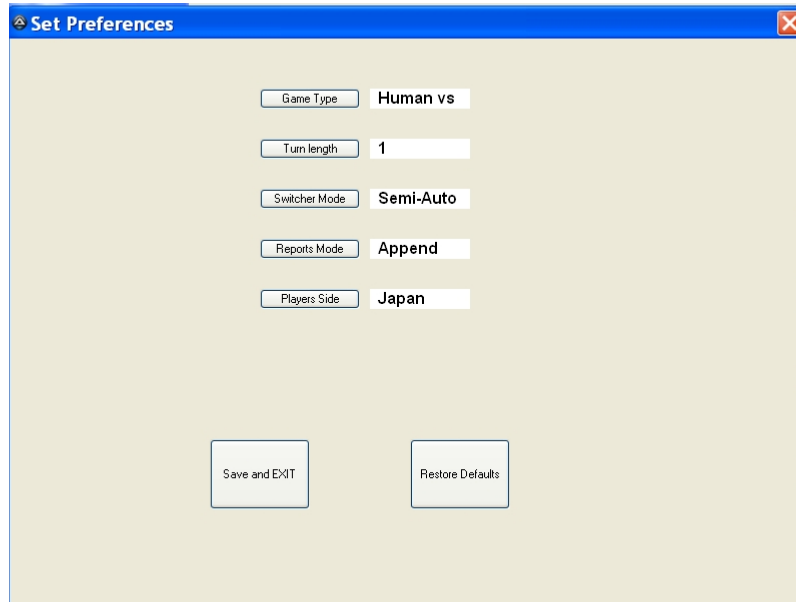 Set Preferences
Game Type Human vs
Turn length 1
Switcher Mode Semi-Auto
Reports Mode Append
Players Side Japan
Save and EXIT Restore Defaults